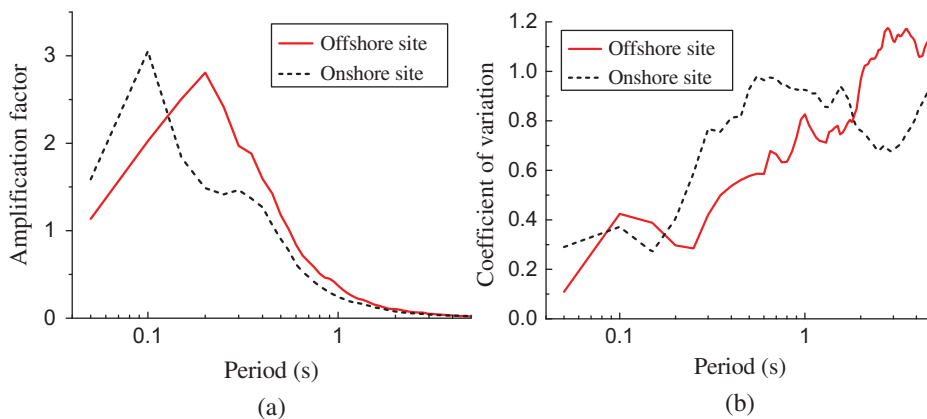 Offshore site
Onshore site
Amplification factor
3
2
1
0
0.1
1
Period (s)
(a)
Offshore site
Onshore site
Coefficient of variation
1.2
1.0
0.8
0.6
0.4
0.2
0.0
0.1
1
Period (s)
(b)